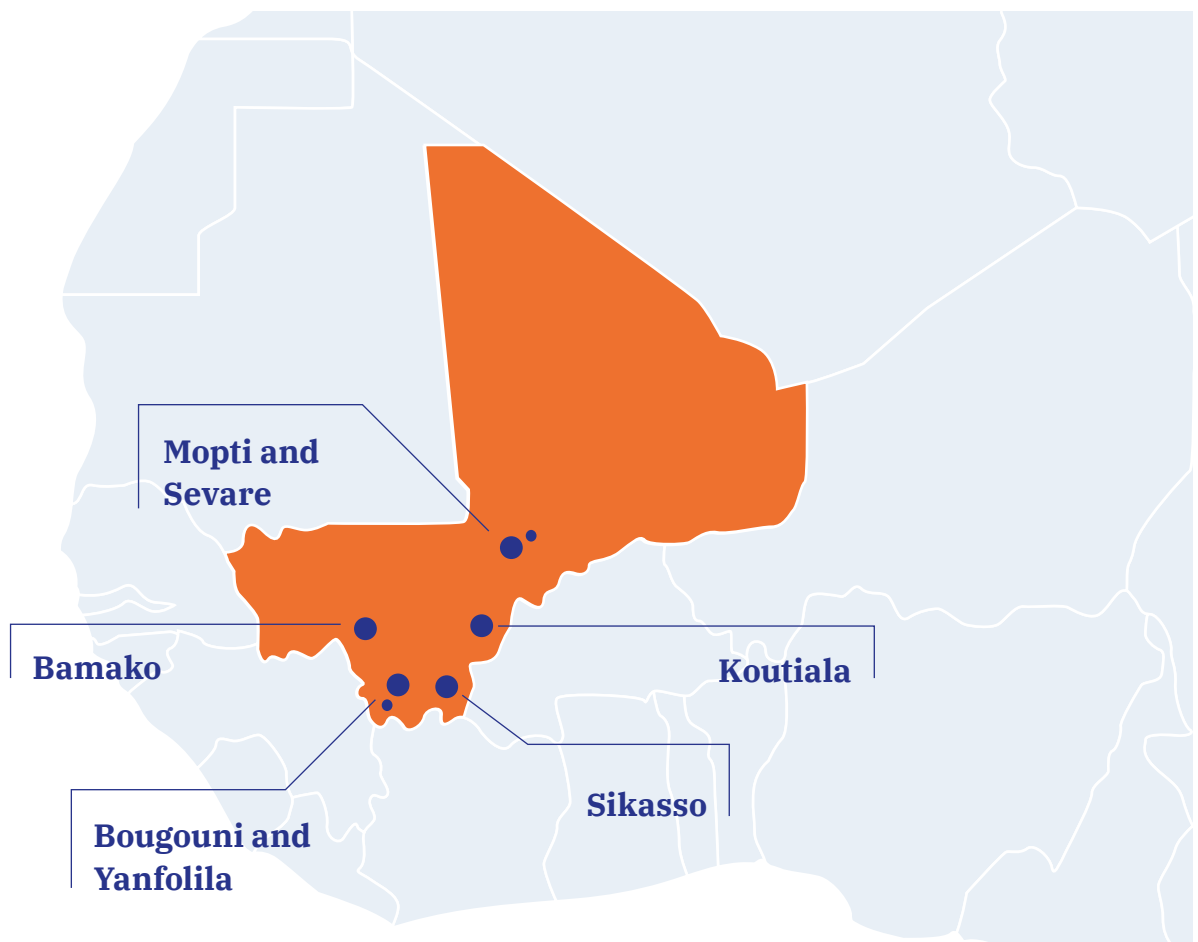 Mopti and
Sevare
Bamako
Koutiala
Sikasso
Bougouni and
Yanfolila